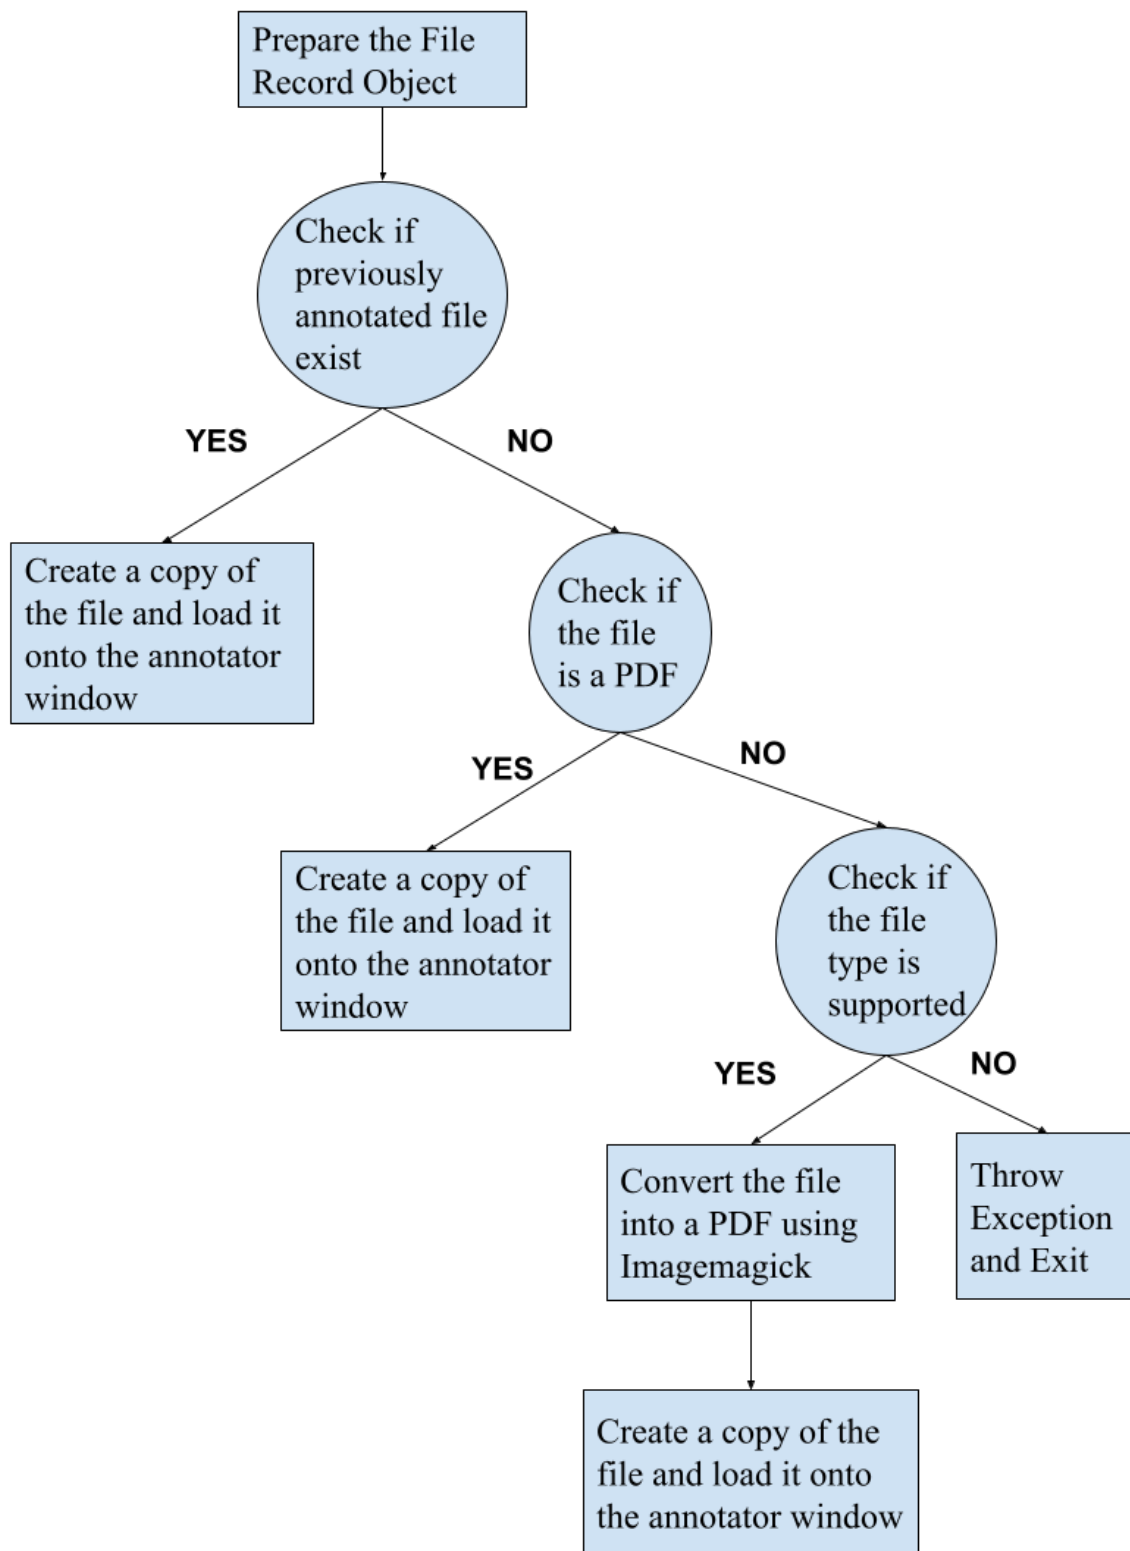 Prepare the File
Record Object
Check if
previously
annotated file
exist
YES
NO
Create a copy of
the file and load it
onto the annotator
window
Check if
the file
is a PDF
YES
NO
Create a copy of
the file and load it
onto the annotator
window
Check if
the file
type is
supported
YES
NO
Convert the file
into a PDF using
Imagemagick
Throw
Exception
and Exit
Create a copy of the
file and load it onto
the annotator window